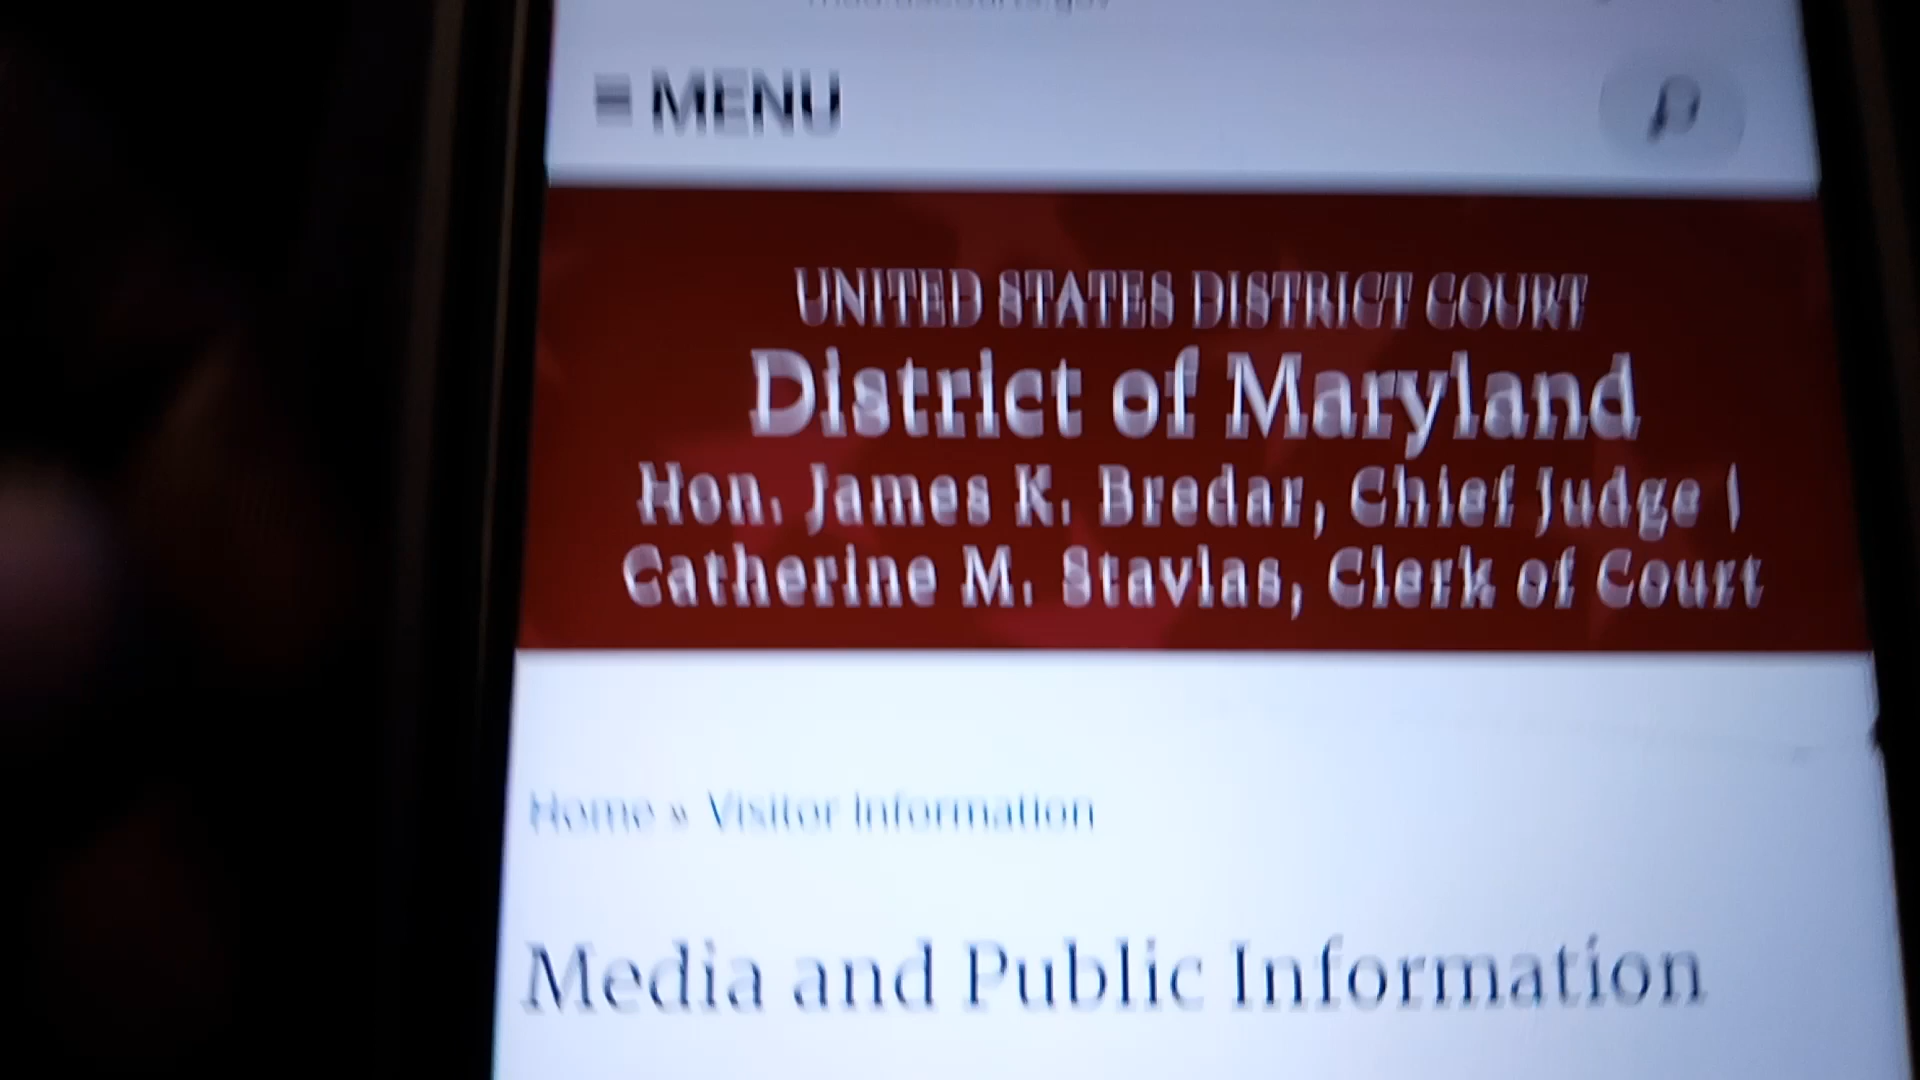 ≡ MENU
UNITED STATES DISTRICT COURT
District of Maryland
Hon. James K. Bredar, Chief Judge |
Catherine M. Stavlas, Clerk of Court
Home » Visitor Information
Media and Public Information